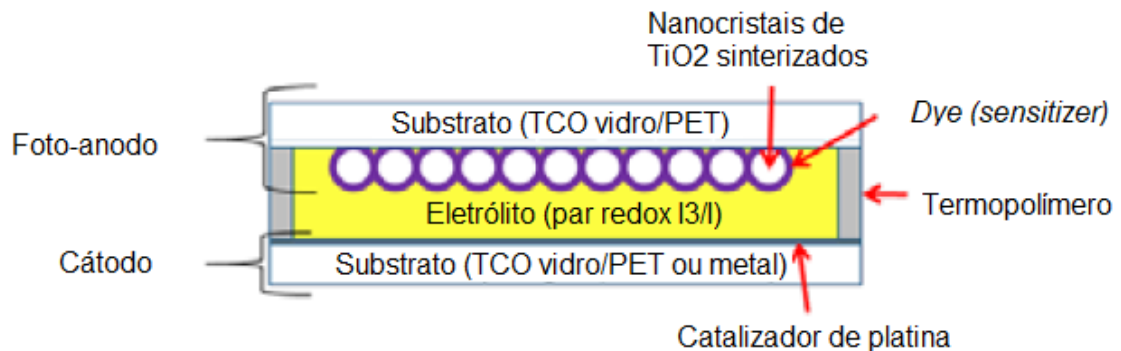 Nanocristais de
TiO2 sinterizados
Substrato (TCO vidro/PET)
Dye (sensitizer)
Foto-anodo
Eletrólito (par redox I3/I)
Termopolímero
Cátodo
Substrato (TCO vidro/PET ou metal)
Catalizador de platina